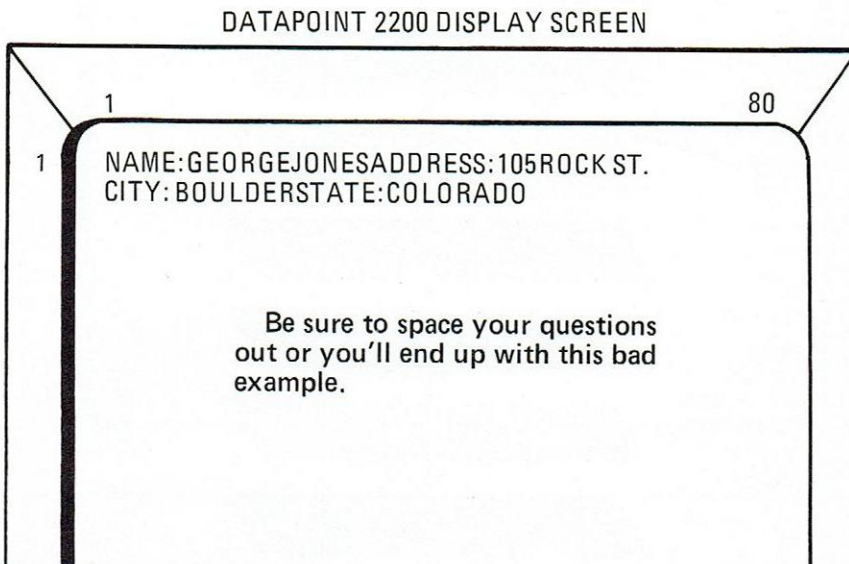 DATAPOINT 2200 DISPLAY SCREEN
1 80
1
NAME:GEORGEJONESADDRESS:105ROCK ST.
CITY:BOULDERSTATE:COLORADO
Be sure to space your questions
out or you'll end up with this bad
example.